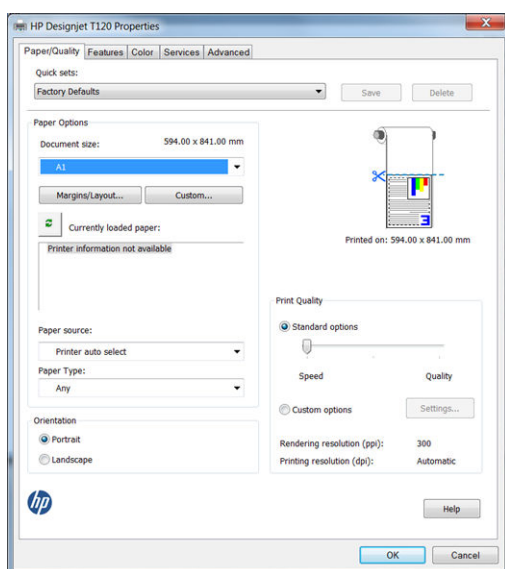 HP Designjet T120 Properties
Paper/Quality Features Color Services Advanced
Quick sets:
Factory Defaults
Save Delete
Paper Options
Document size: 594.00 x 841.00 mm
A1
Margins/Layout... Custom...
Currently loaded paper:
Printer information not available
Paper source:
Printer auto select
Paper Type:
Any
Orientation
Portrait
Landscape
Printed on: 594.00 x 841.00 mm
Print Quality
Standard options
Speed Quality
Custom options Settings...
Rendering resolution (ppi): 300
Printing resolution (dpi): Automatic
hp
Help
OK Cancel